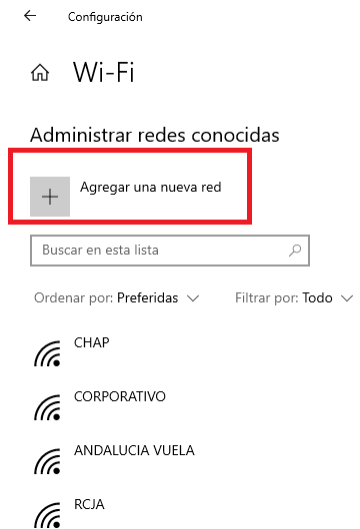 Configuración
Wi-Fi
Administrar redes conocidas
Agregar una nueva red
Buscar en esta lista
Ordenar por: Preferidas Filtrar por: Todo
CHAP
CORPORATIVO
ANDALUCIA VUELA
RCJA